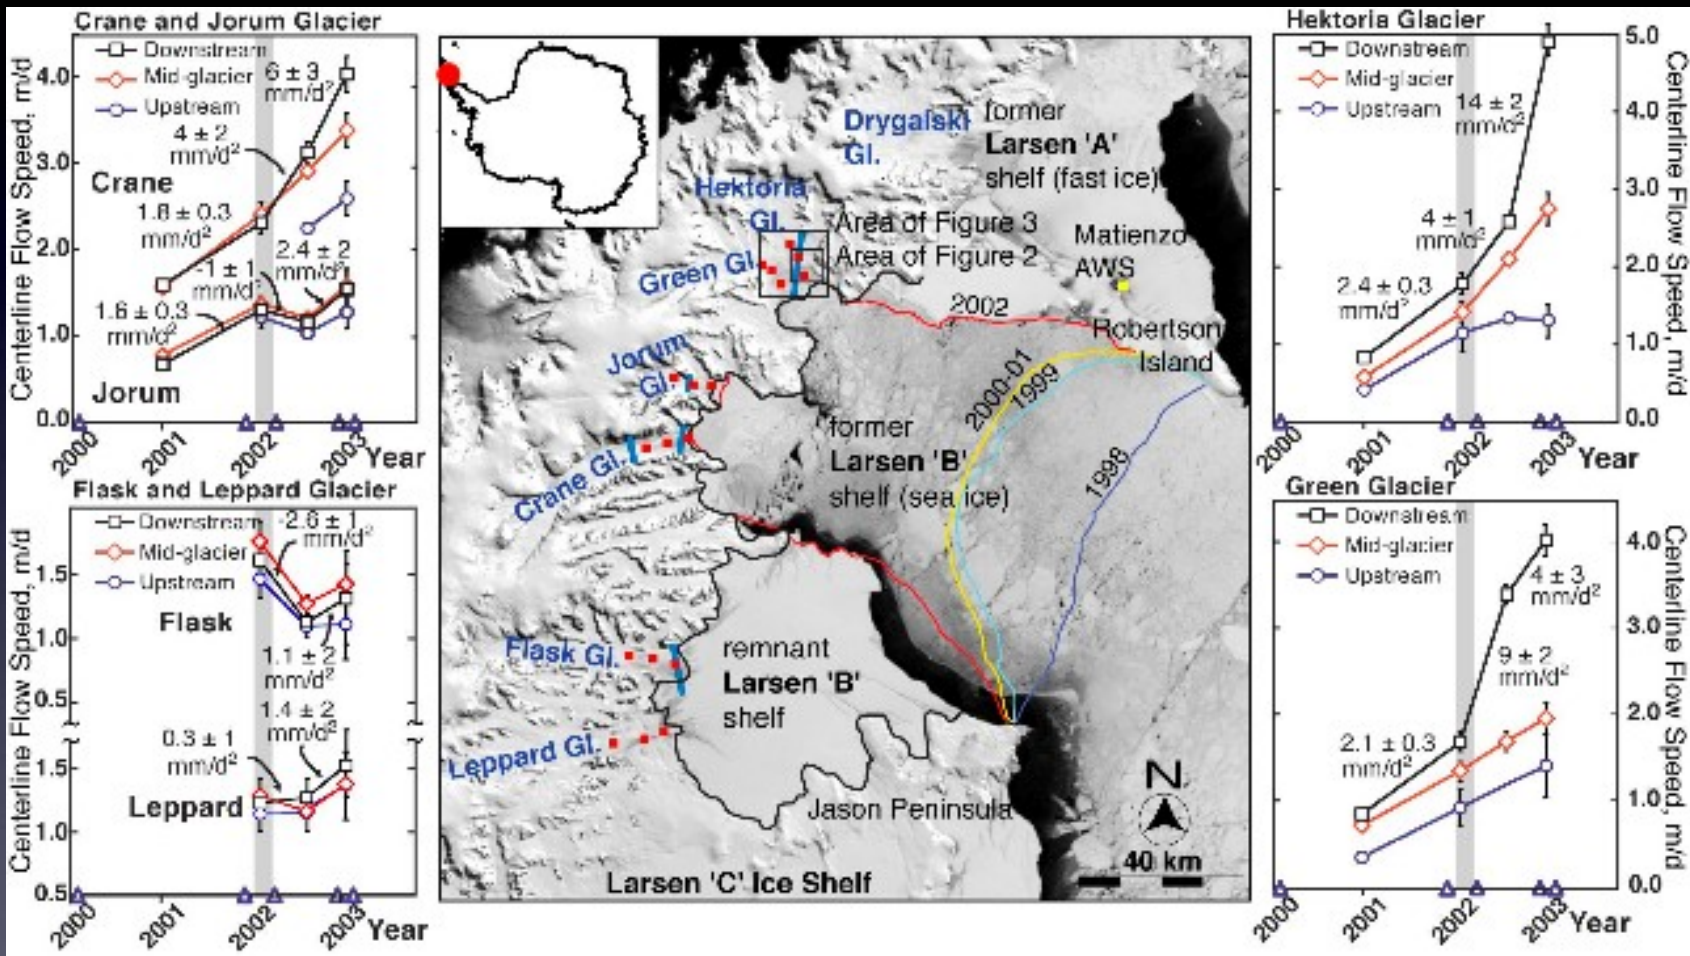 Crane and Jorum Glacier
Downstream
Mid-glacier
Upstream
6 ± 3
mm/d²
4 ± 2
mm/d²
Crane
1.8 ± 0.3
mm/d²
2.4 ± 2
mm/d²
-1 ± 1
mm/d²
1.6 ± 0.3
mm/d²
Jorum
4.0
3.0
2.0
1.0
0.0
Centerline Flow Speed, m/d
2000
2001
2002
2003
Year
Flask and Leppard Glacier
Downstream
Mid-glacier
Upstream
-2.6 ± 1
mm/d²
Flask
1.1 ± 2
mm/d²
1.4 ± 2
mm/d²
0.3 ± 1
mm/d²
Leppard
1.5
1.0
0.5
1.5
1.0
0.5
Centerline Flow Speed, m/d
2000
2001
2002
2003
Year
Drygalski
Gl.
former
Larsen 'A'
shelf (fast ice)
Hektoria
Gl.
Area of Figure 3
Area of Figure 2
Green Gl.
Matienzo
AWS
2002
Robertson
Island
Jorum
Gl.
2000-01
1999
1998
former
Larsen 'B'
shelf (sea ice)
Crane Gl.
Flask Gl.
remnant
Larsen 'B'
shelf
Leppard Gl.
Jason Peninsula
N
40 km
Larsen 'C' Ice Shelf
Hektoria Glacier
Downstream
Mid-glacier
Upstream
14 ± 2
mm/d²
4 ± 1
mm/d²
2.4 ± 0.3
mm/d²
5.0
4.0
3.0
2.0
1.0
0.0
Centerline Flow Speed, m/d
2000
2001
2002
2003
Year
Green Glacier
Downstream
Mid-glacier
Upstream
4 ± 3
mm/d²
9 ± 2
mm/d²
2.1 ± 0.3
mm/d²
4.0
3.0
2.0
1.0
0.0
Centerline Flow Speed, m/d
2000
2001
2002
2003
Year